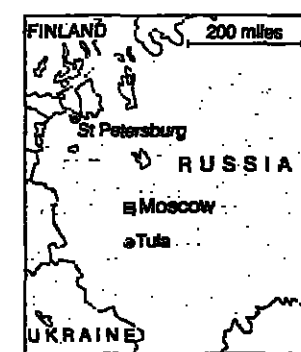 FINLAND
200 miles
St Petersburg
RUSSIA
Moscow
Tula
UKRAINE